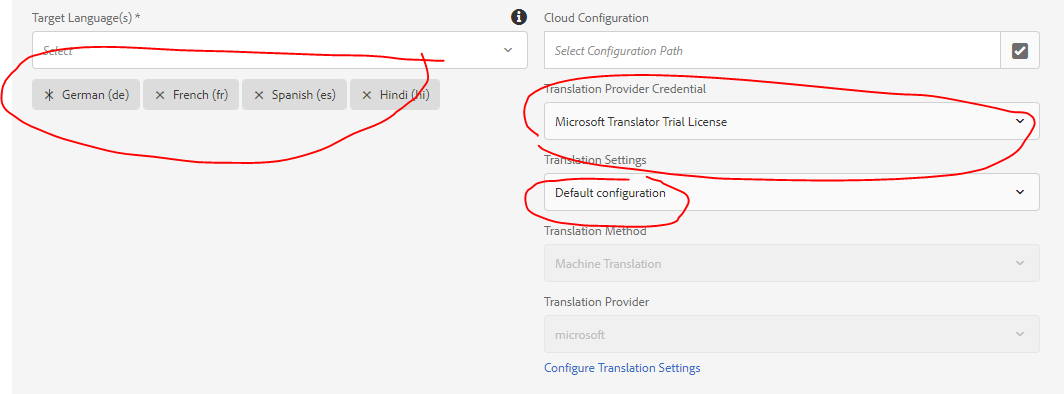 Target Language(s) *
Select
German (de) French (fr) Spanish (es) Hindi (hi)
Cloud Configuration
Select Configuration Path
Translation Provider Credential
Microsoft Translator Trial License
Translation Settings
Default configuration
Translation Method
Machine Translation
Translation Provider
microsoft
Configure Translation Settings